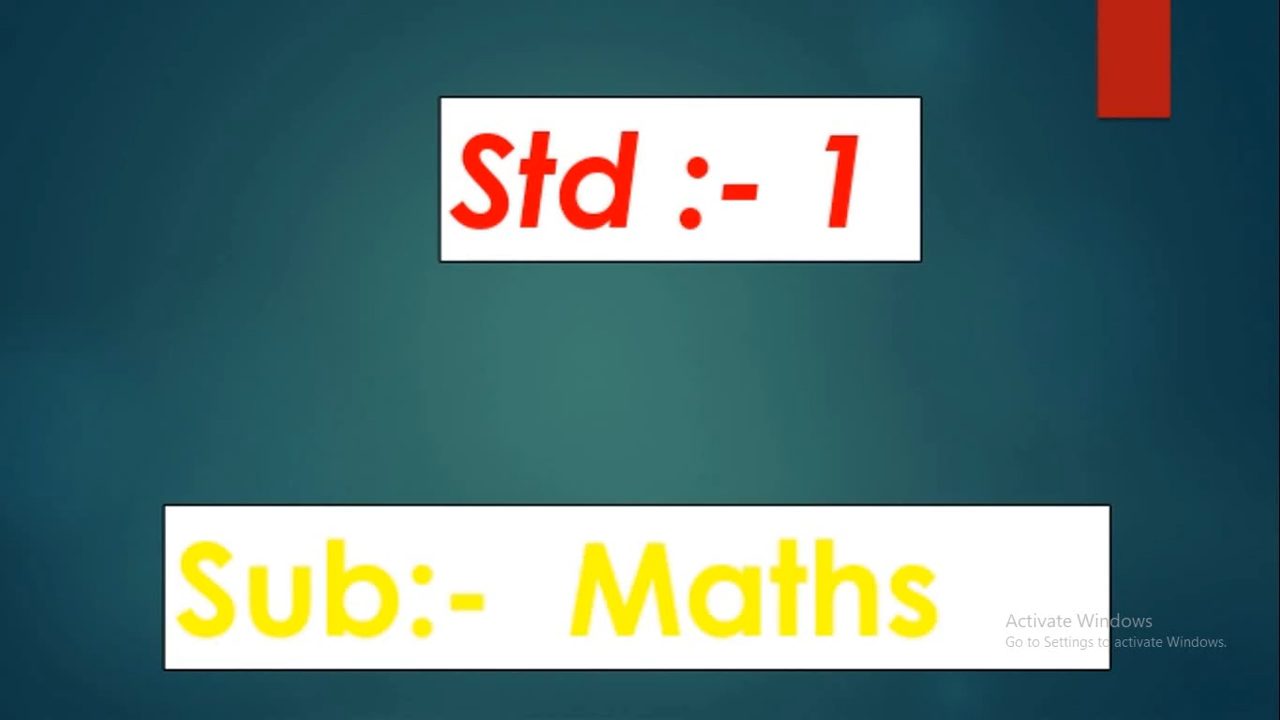 Std :- 1
Sub:- Maths
Activate Windows
Go to Settings to activate Windows.